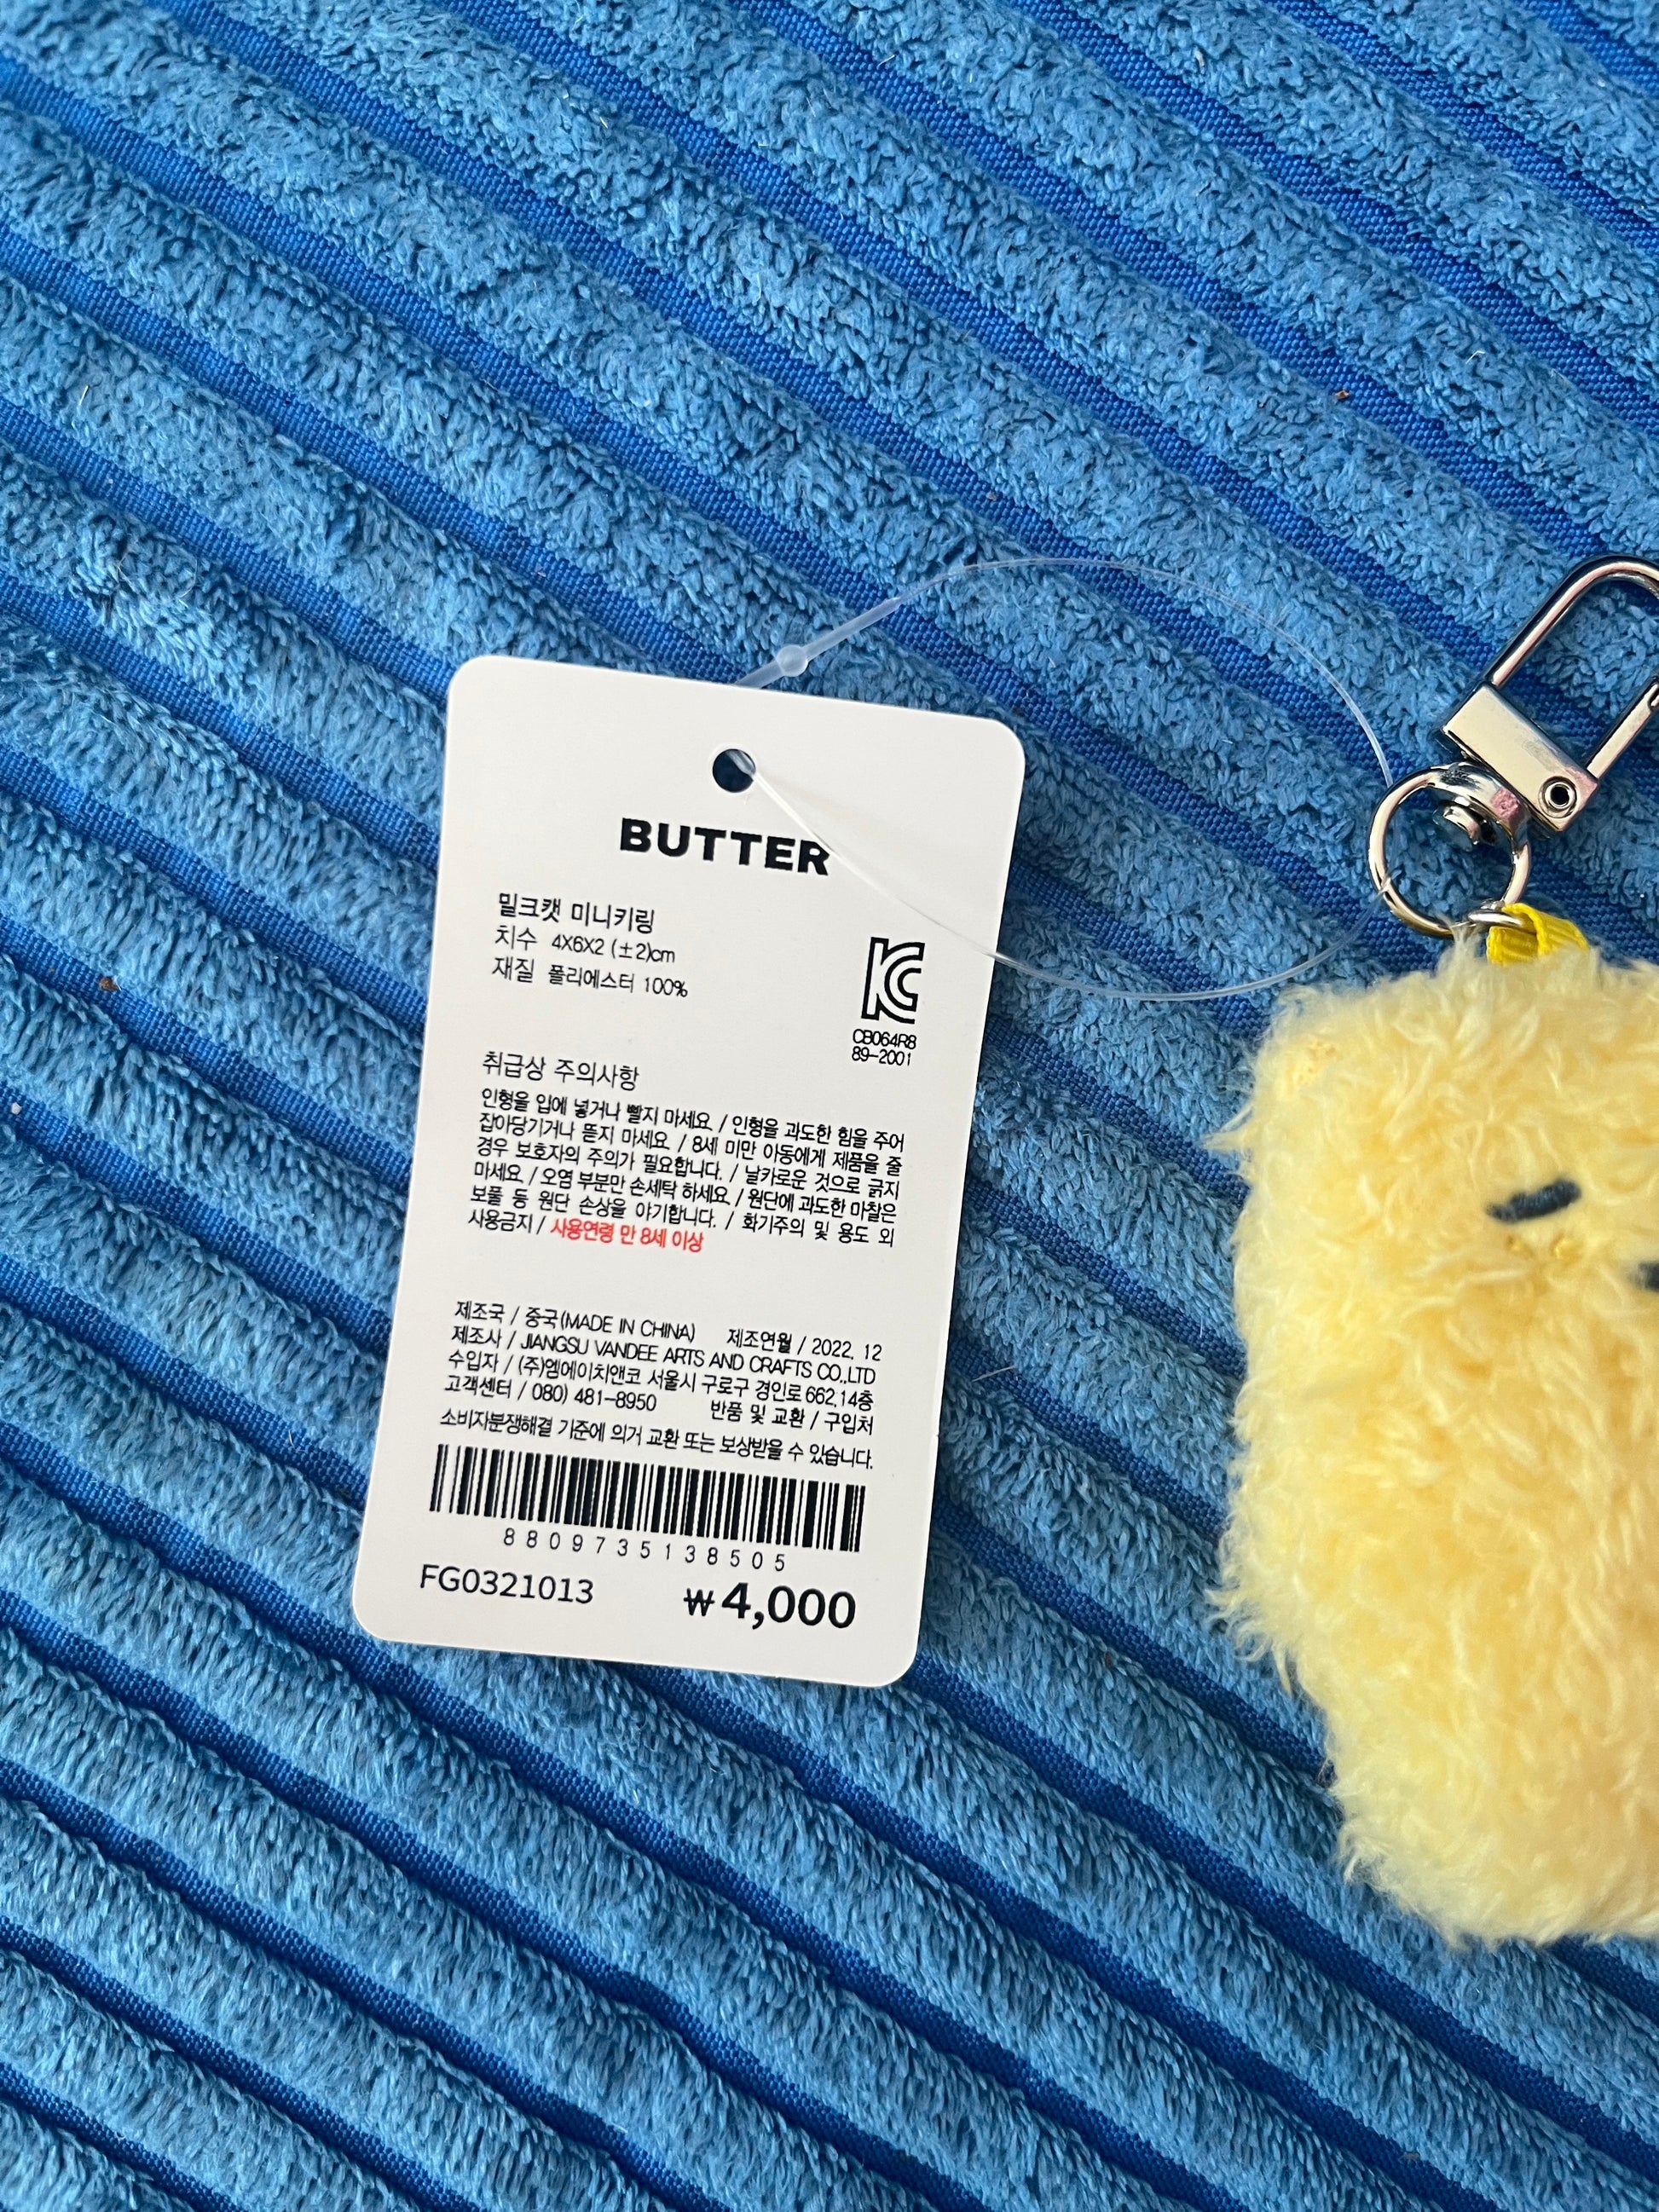 BUTTER
밀크캣 미니키링
치수 4X6X2 (±2)cm
재질 폴리에스터 100%
CB064R8
89-2001
취급상 주의사항
인형을 입에 넣거나 빨지 마세요. / 인형을 과도한 힘을 주어
잡아당기거나 뜯지 마세요. / 8세 미만 아동에게 제품을 줄
경우 보호자의 주의가 필요합니다. / 날카로운 것으로 긁지
마세요. / 오염 부분만 손세탁 하세요. / 원단에 과도한 마찰은
보풀 등 원단 손상을 야기합니다. / 화기주의 및 용도 외
사용금지 / 사용연령 만 8세 이상
제조국 / 중국(MADE IN CHINA) 제조연월 / 2022. 12
제조사 / JIANGSU VANDEE ARTS AND CRAFTS CO.,LTD
수입자 / (주)엠에이치앤코 서울시 구로구 경인로 662,14층
고객센터 / 080) 481-8950 반품 및 교환 / 구입처
소비자분쟁해결 기준에 의거 교환 또는 보상받을 수 있습니다.
8809735138505
FG0321013 ₩4,000